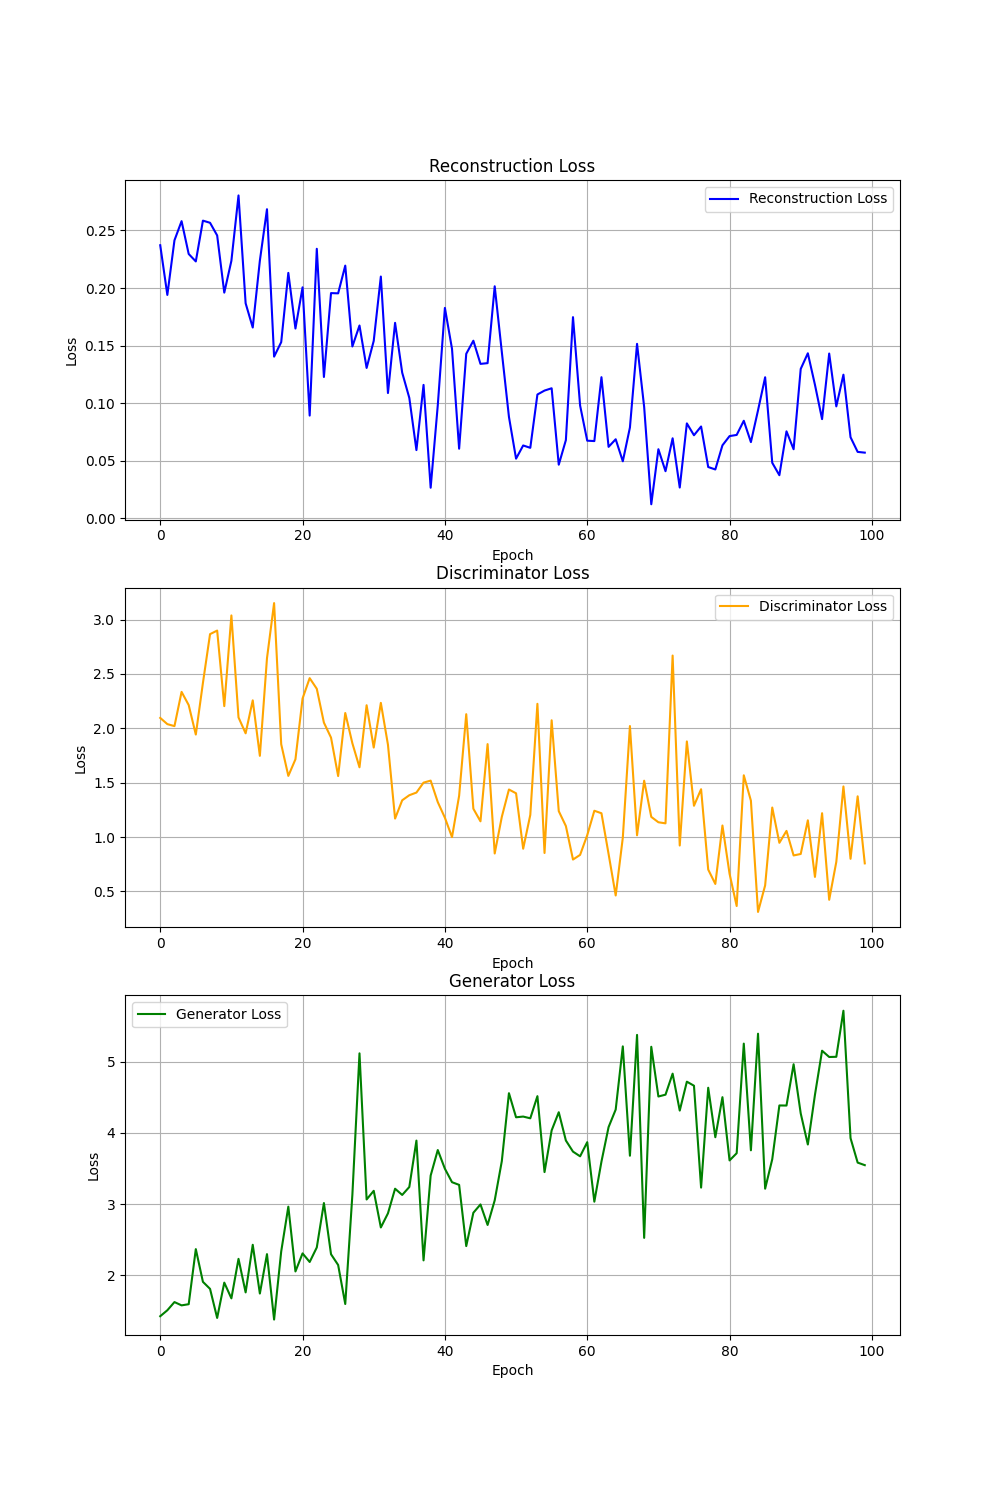 Reconstruction Loss
Reconstruction Loss
0.25
0.20
0.15
0.10
0.05
0.00
Loss
0 20 40 60 80 100
Epoch
Discriminator Loss
Discriminator Loss
3.0
2.5
2.0
1.5
1.0
0.5
Loss
0 20 40 60 80 100
Epoch
Generator Loss
Generator Loss
5
4
3
2
Loss
0 20 40 60 80 100
Epoch